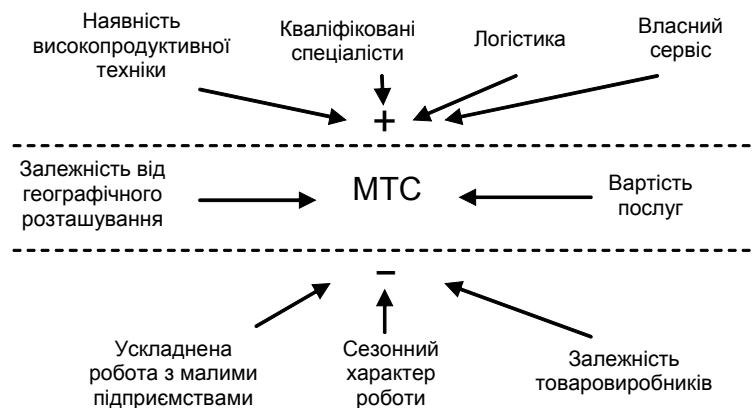 Наявність
високопродуктивної
техніки
Кваліфіковані
спеціалісти
Логістика
Власний
сервіс
+
Залежність від
географічного
розташування
МТС
Вартість
послуг
–
Ускладнена
робота з малими
підприємствами
Сезонний
характер
роботи
Залежність
товаровиробників